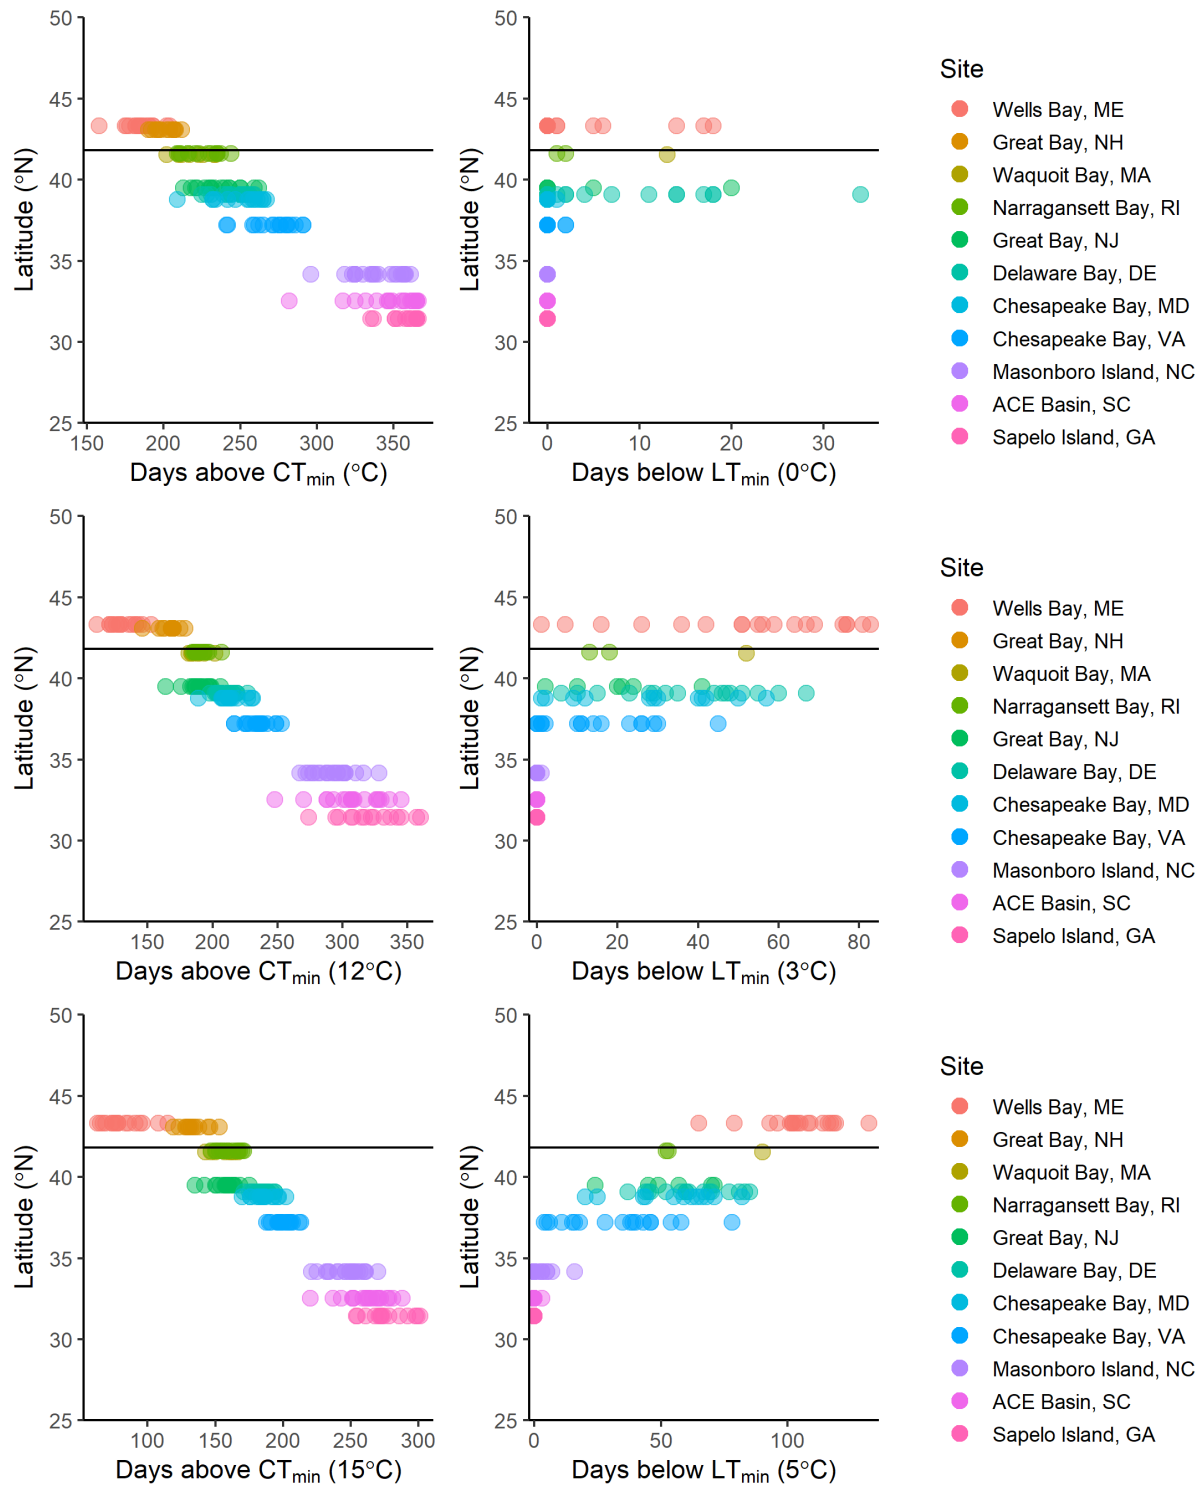 50
45
40
35
30
25
Latitude (°N)
150 200 250 300 350
Days above CTmin (°C)
50
45
40
35
30
25
Latitude (°N)
0 10 20 30
Days below LTmin (0°C)
Site
Wells Bay, ME
Great Bay, NH
Waquoit Bay, MA
Narragansett Bay, RI
Great Bay, NJ
Delaware Bay, DE
Chesapeake Bay, MD
Chesapeake Bay, VA
Masonboro Island, NC
ACE Basin, SC
Sapelo Island, GA
50
45
40
35
30
25
Latitude (°N)
150 200 250 300 350
Days above CTmin (12°C)
50
45
40
35
30
25
Latitude (°N)
0 20 40 60 80
Days below LTmin (3°C)
Site
Wells Bay, ME
Great Bay, NH
Waquoit Bay, MA
Narragansett Bay, RI
Great Bay, NJ
Delaware Bay, DE
Chesapeake Bay, MD
Chesapeake Bay, VA
Masonboro Island, NC
ACE Basin, SC
Sapelo Island, GA
50
45
40
35
30
25
Latitude (°N)
100 150 200 250 300
Days above CTmin (15°C)
50
45
40
35
30
25
Latitude (°N)
0 50 100
Days below LTmin (5°C)
Site
Wells Bay, ME
Great Bay, NH
Waquoit Bay, MA
Narragansett Bay, RI
Great Bay, NJ
Delaware Bay, DE
Chesapeake Bay, MD
Chesapeake Bay, VA
Masonboro Island, NC
ACE Basin, SC
Sapelo Island, GA